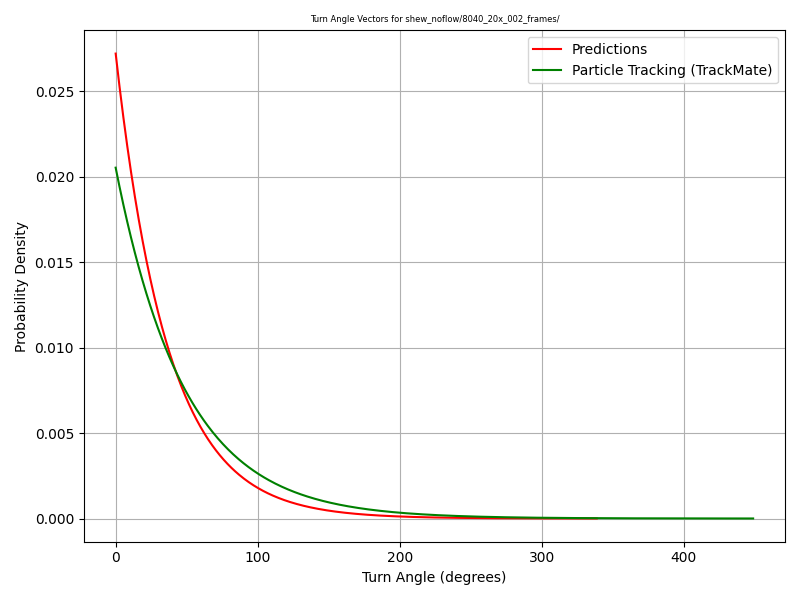 Turn Angle Vectors for shew_noflow/8040_20x_002_frames/
Predictions
Particle Tracking (TrackMate)
Probability Density
0.025
0.020
0.015
0.010
0.005
0.000
0
100
200
300
400
Turn Angle (degrees)